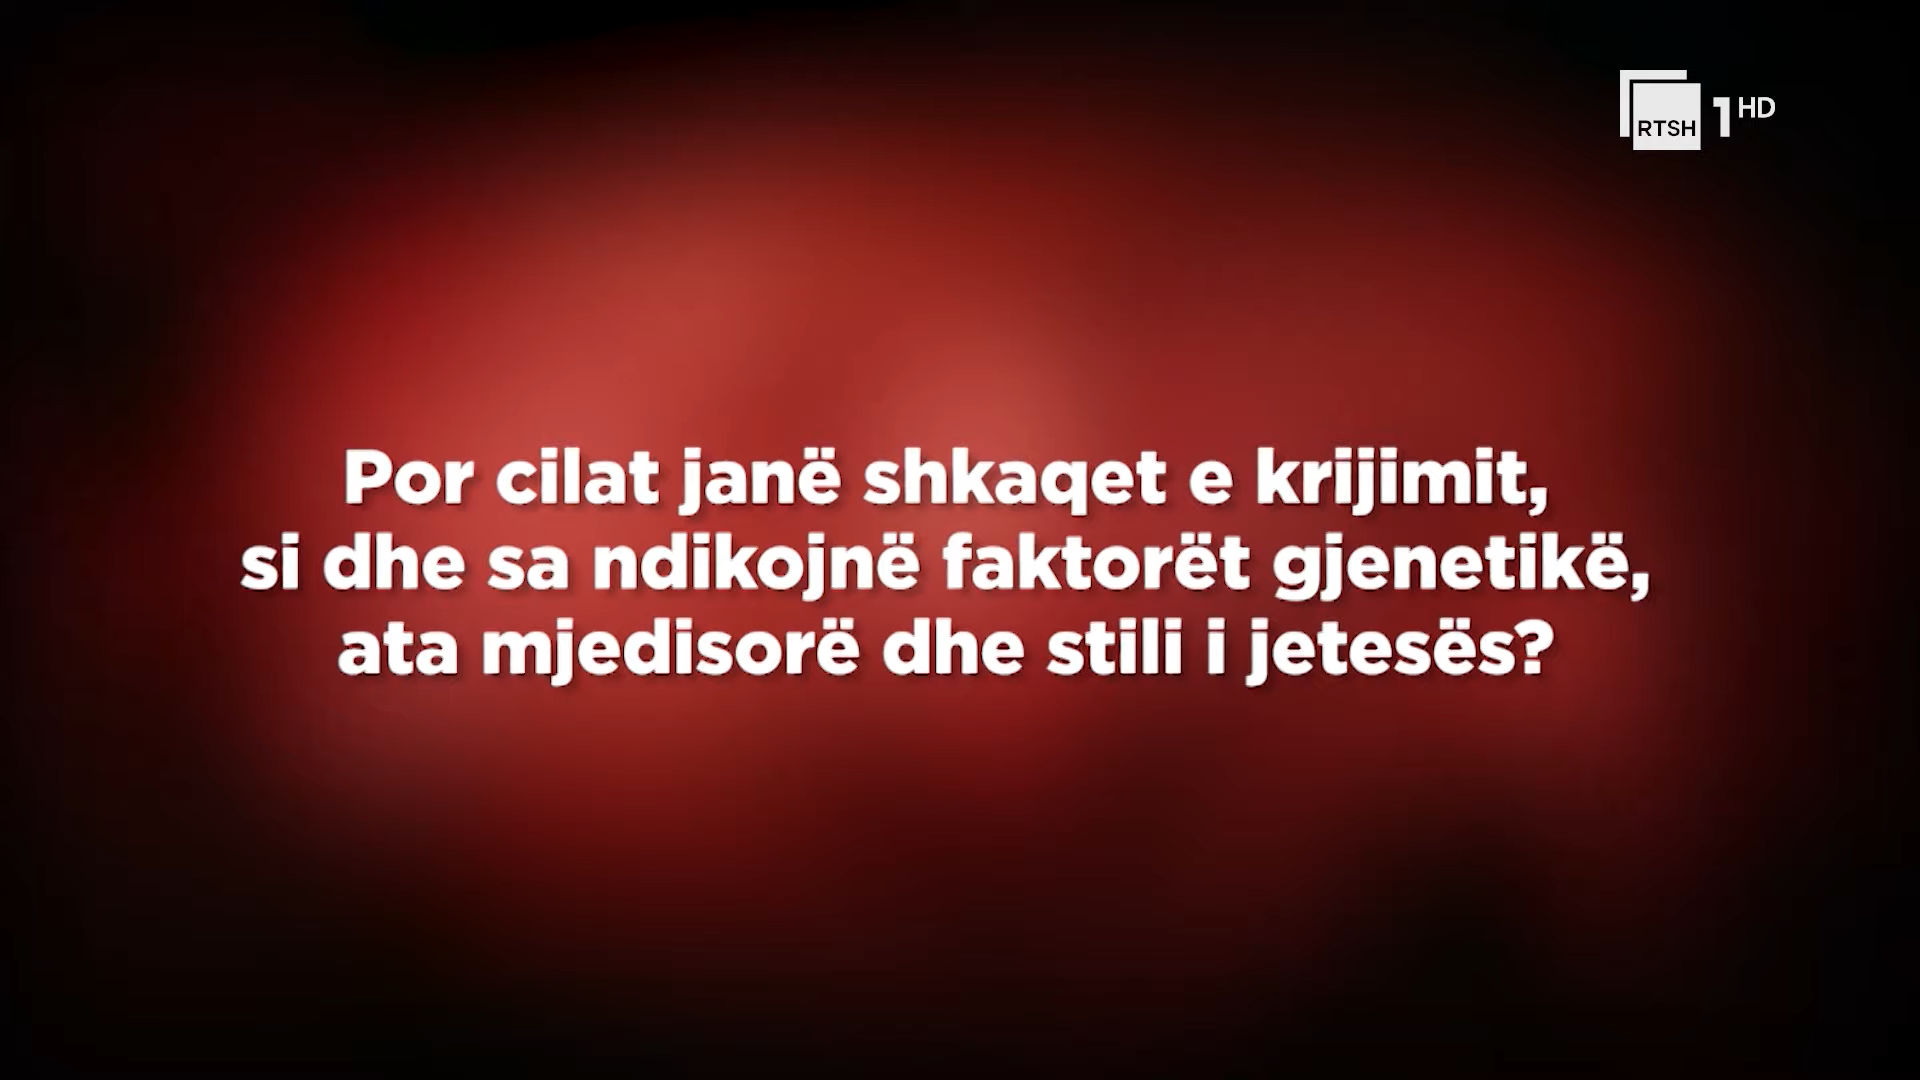 RTSH 1 HD
Por cilat janë shkaqet e krijimit,
si dhe sa ndikojnë faktorët gjenetikë,
ata mjedisorë dhe stili i jetesës?